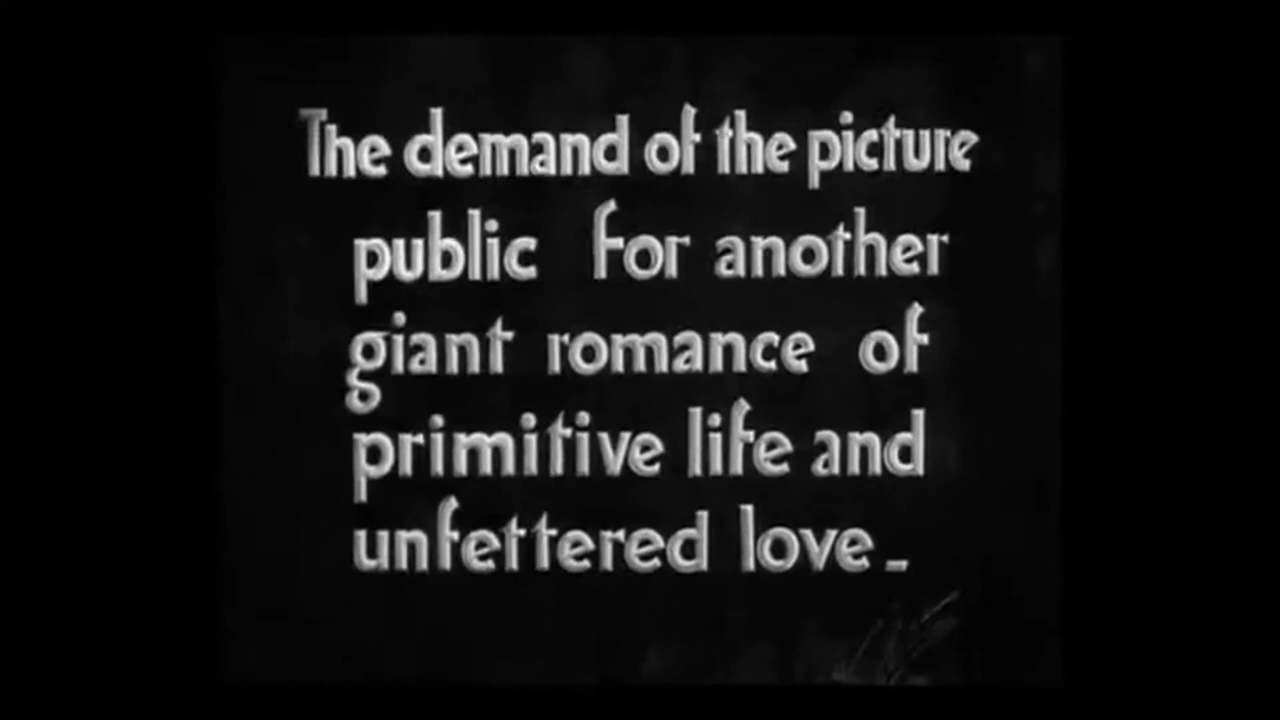 The demand of the picture
public for another
giant romance of
primitive life and
unfettered love_